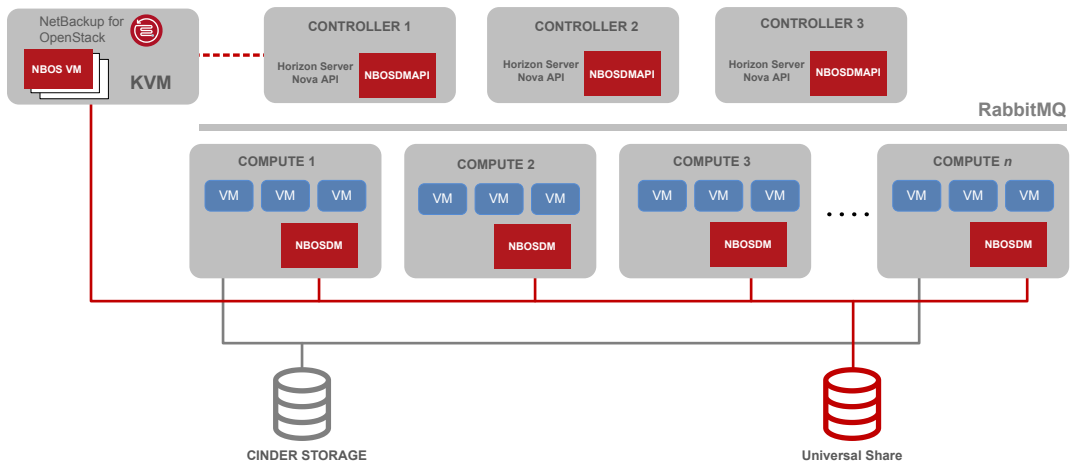 NetBackup for
OpenStack
NBOS VM
KVM
CONTROLLER 1
Horizon Server
Nova API
NBOSDMAPI
CONTROLLER 2
Horizon Server
Nova API
NBOSDMAPI
CONTROLLER 3
Horizon Server
Nova API
NBOSDMAPI
RabbitMQ
COMPUTE 1
VM VM VM
NBOSDM
COMPUTE 2
VM VM VM
NBOSDM
COMPUTE 3
VM VM VM
NBOSDM
....
COMPUTE n
VM VM VM
NBOSDM
CINDER STORAGE
Universal Share